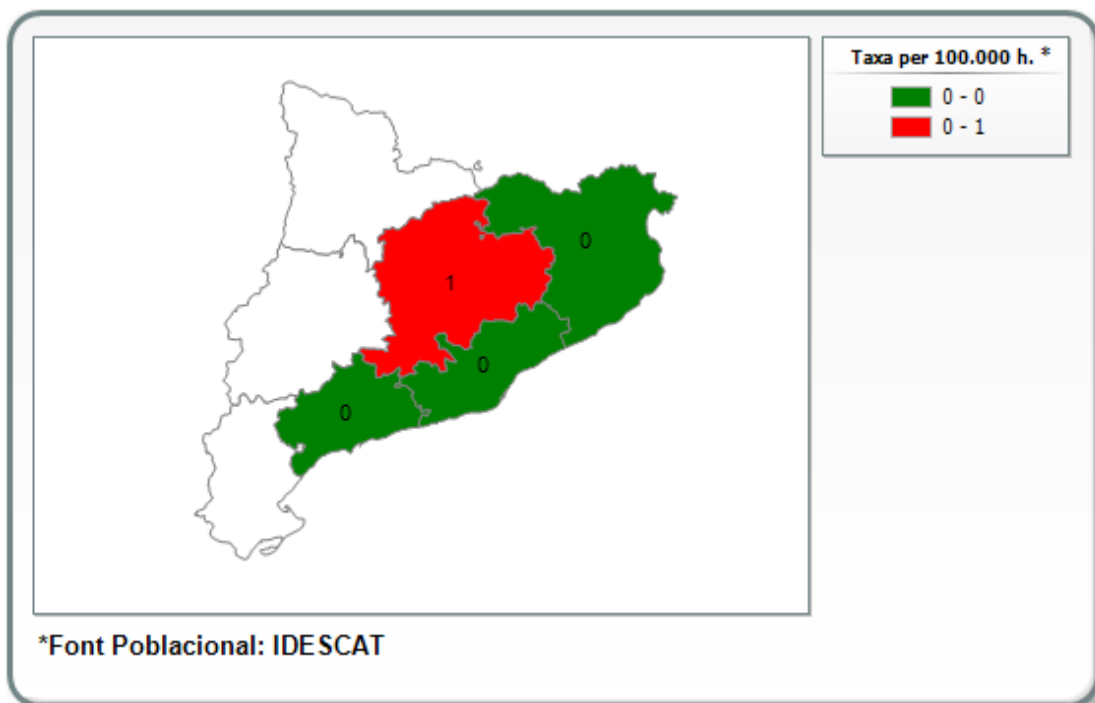 Taxa per 100.000 h. *
0 - 0
0 - 1
0
1
0
0
*Font Poblacional: IDESCAT